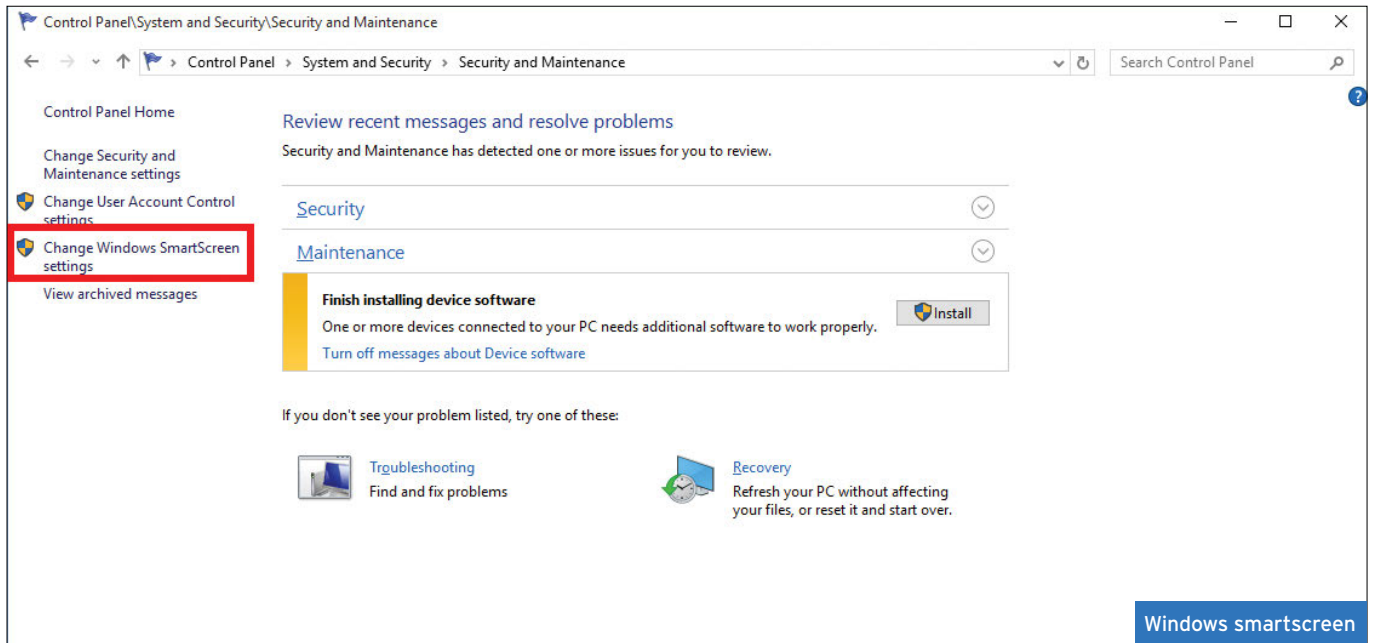 Control Panel\System and Security\Security and Maintenance
Control Panel > System and Security > Security and Maintenance
Search Control Panel
Control Panel Home
Change Security and
Maintenance settings
Change User Account Control
settings
Change Windows SmartScreen
settings
View archived messages
Review recent messages and resolve problems
Security and Maintenance has detected one or more issues for you to review.
Security
Maintenance
Finish installing device software
One or more devices connected to your PC needs additional software to work properly.
Turn off messages about Device software
Install
If you don't see your problem listed, try one of these:
Troubleshooting
Find and fix problems
Recovery
Refresh your PC without affecting
your files, or reset it and start over.
Windows smartscreen